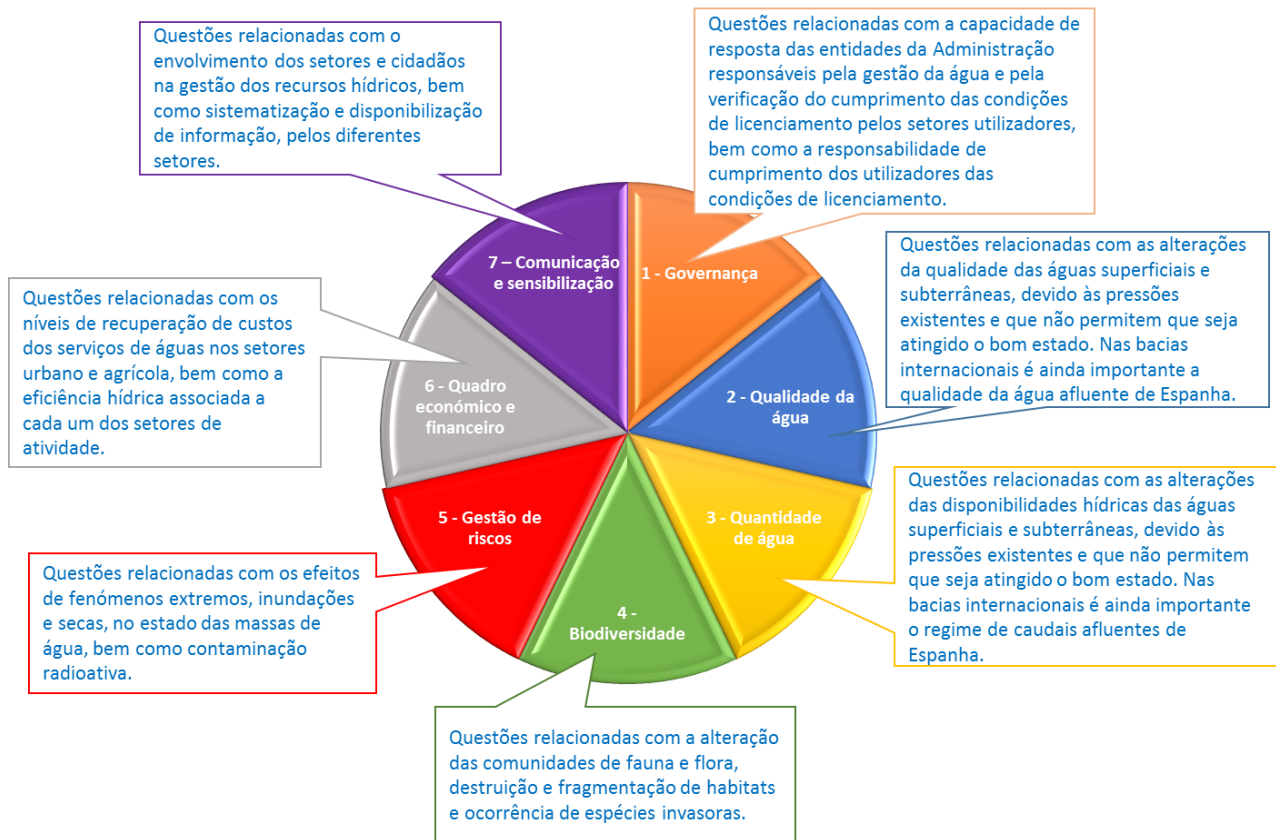 Questões relacionadas com o
envolvimento dos setores e cidadãos
na gestão dos recursos hídricos, bem
como sistematização e disponibilização
de informação, pelos diferentes
setores.
Questões relacionadas com a capacidade de
resposta das entidades da Administração
responsáveis pela gestão da água e pela
verificação do cumprimento das condições
de licenciamento pelos setores utilizadores,
bem como a responsabilidade de
cumprimento dos utilizadores das
condições de licenciamento.
7 – Comunicação
e sensibilização
1 - Governança
Questões relacionadas com as alterações
da qualidade das águas superficiais e
subterrâneas, devido às pressões
existentes e que não permitem que seja
atingido o bom estado. Nas bacias
internacionais é ainda importante a
qualidade da água afluente de Espanha.
Questões relacionadas com os
níveis de recuperação de custos
dos serviços de águas nos setores
urbano e agrícola, bem como a
eficiência hídrica associada a
cada um dos setores de
atividade.
6 - Quadro
económico e
financeiro
2 - Qualidade da
água
5 - Gestão de
riscos
3 - Quantidade
de água
Questões relacionadas com as alterações
das disponibilidades hídricas das águas
superficiais e subterrâneas, devido às
pressões existentes e que não permitem
que seja atingido o bom estado. Nas
bacias internacionais é ainda importante
o regime de caudais afluentes de
Espanha.
Questões relacionadas com os efeitos
de fenómenos extremos, inundações
e secas, no estado das massas de
água, bem como contaminação
radioativa.
4 -
Biodiversidade
Questões relacionadas com a alteração
das comunidades de fauna e flora,
destruição e fragmentação de habitats
e ocorrência de espécies invasoras.